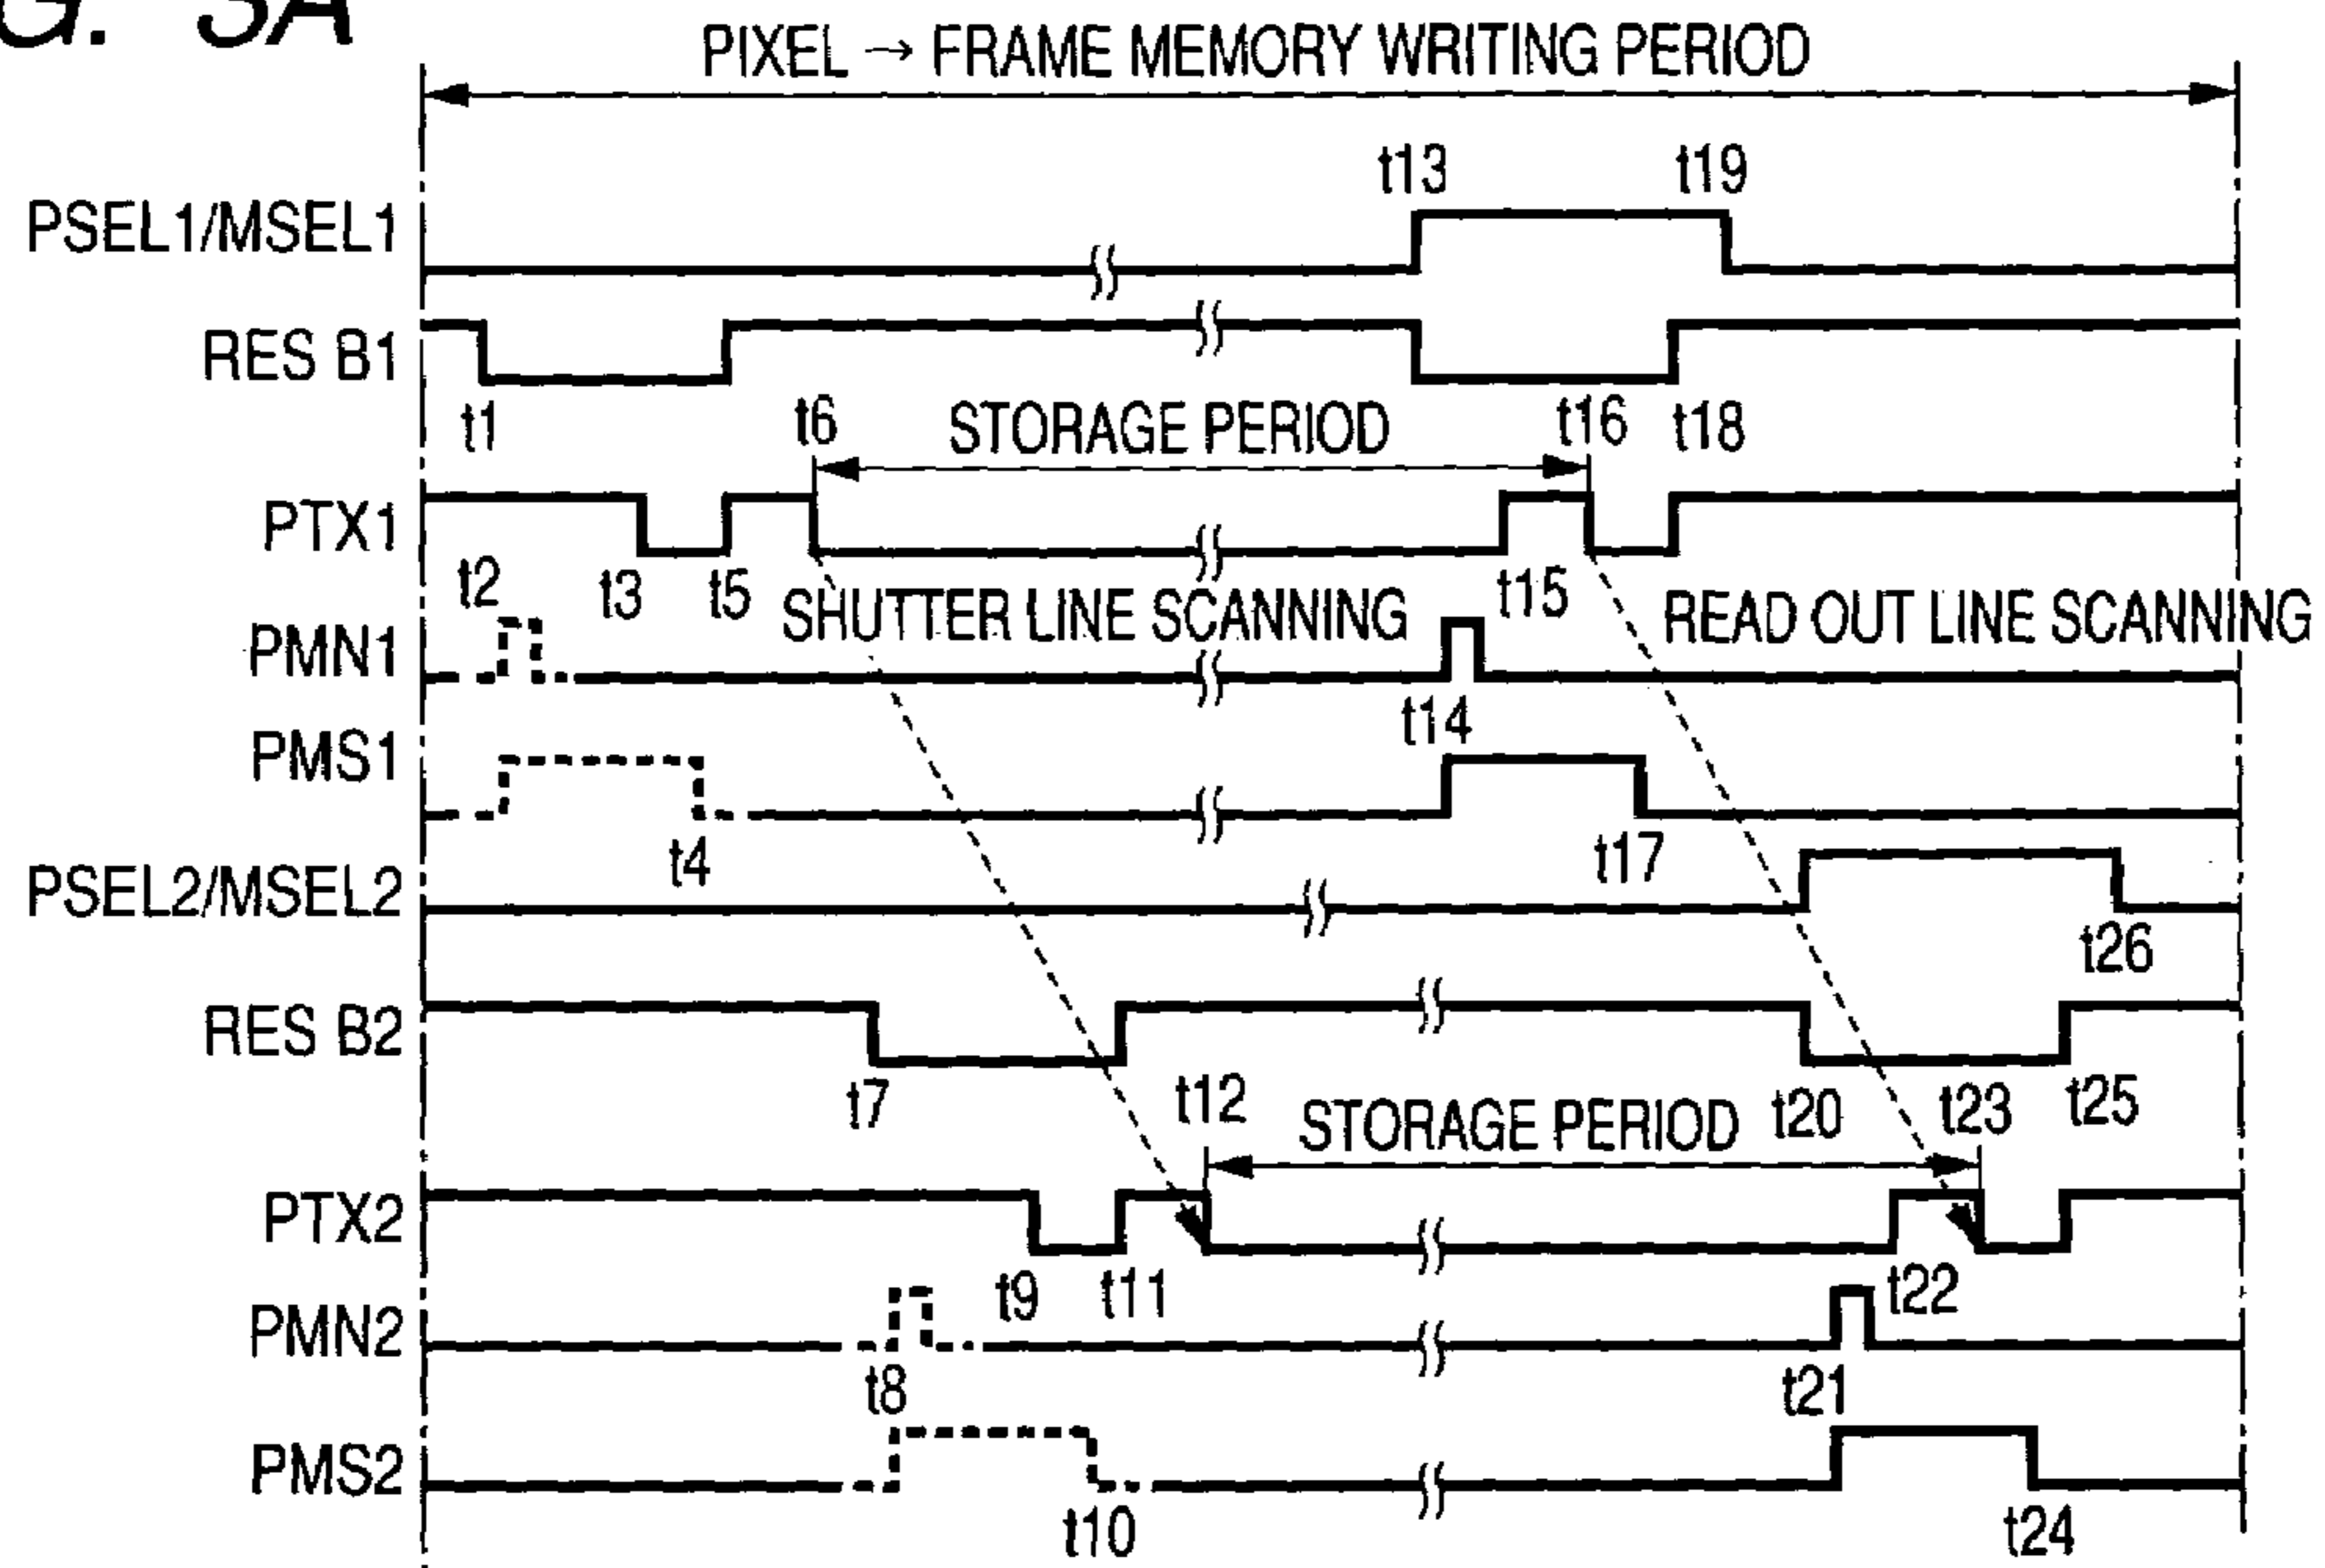 G. 3A
PIXEL → FRAME MEMORY WRITING PERIOD
t13 t19
PSEL1/MSEL1
RES B1
t1 t6 STORAGE PERIOD t16 t18
PTX1
t2 t3 t5 SHUTTER LINE SCANNING t15 READ OUT LINE SCANNING
PMN1
t14
PMS1
t4 t17
PSEL2/MSEL2
t26
RES B2
t7 t12 STORAGE PERIOD t20 t23 t25
PTX2
t9 t11 t22
PMN2
t8 t21
PMS2
t10 t24